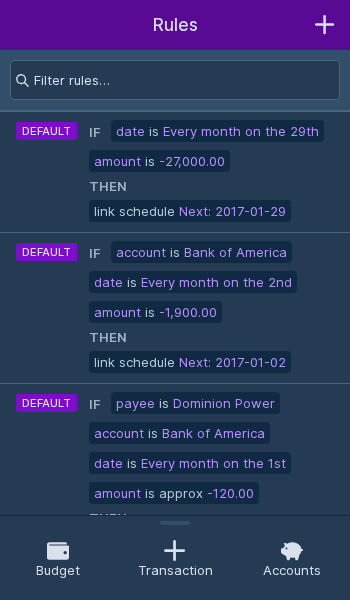 Rules
Filter rules...
DEFAULT IF date is Every month on the 29th
amount is -27,000.00
THEN
link schedule Next: 2017-01-29
DEFAULT IF account is Bank of America
date is Every month on the 2nd
amount is -1,900.00
THEN
link schedule Next: 2017-01-02
DEFAULT IF payee is Dominion Power
account is Bank of America
date is Every month on the 1st
amount is approx -120.00
Budget Transaction Accounts